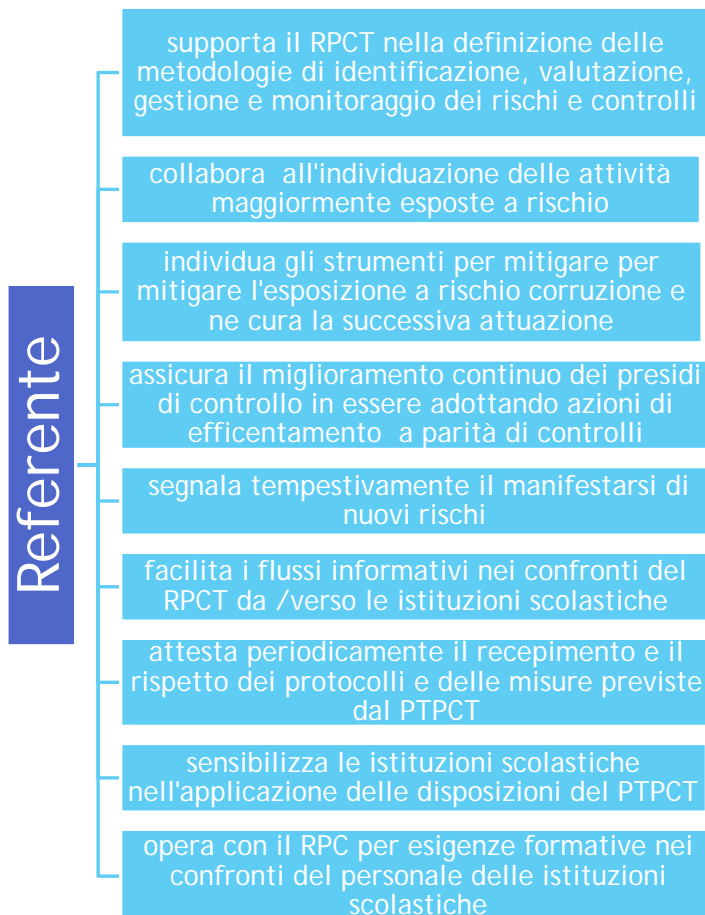 Referente
supporta il RPCT nella definizione delle
metodologie di identificazione, valutazione,
gestione e monitoraggio dei rischi e controlli
collabora  all'individuazione delle attività
maggiormente esposte a rischio
individua gli strumenti per mitigare per
mitigare l'esposizione a rischio corruzione e
ne cura la successiva attuazione
assicura il miglioramento continuo dei presidi
di controllo in essere adottando azioni di
efficentamento  a parità di controlli
segnala tempestivamente il manifestarsi di
nuovi rischi
facilita i flussi informativi nei confronti del
RPCT da /verso le istituzioni scolastiche
attesta periodicamente il recepimento e il
rispetto dei protocolli e delle misure previste
dal PTPCT
sensibilizza le istituzioni scolastiche
nell'applicazione delle disposizioni del PTPCT
opera con il RPC per esigenze formative nei
confronti del personale delle istituzioni
scolastiche